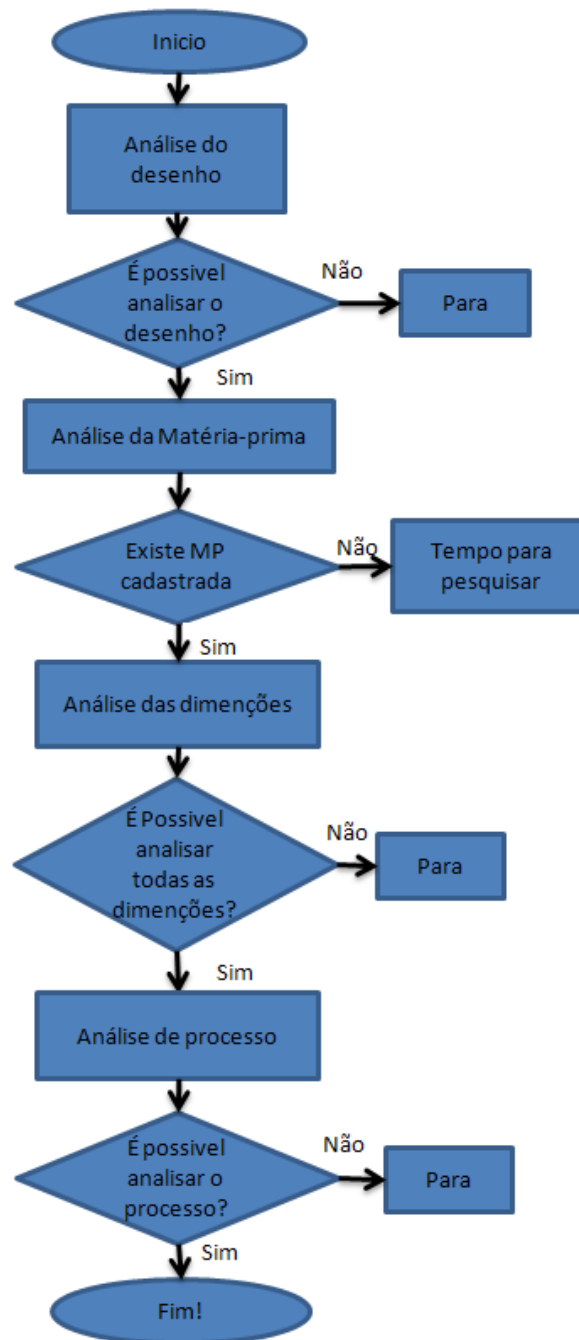 Inicio
Análise do
desenho
É possivel
analisar o
desenho?
Não
Para
Sim
Análise da Matéria-prima
Existe MP
cadastrada
Não
Tempo para
pesquisar
Sim
Análise das dimenções
É Possivel
analisar
todas as
dimenções?
Não
Para
Sim
Análise de processo
É possivel
analisar o
processo?
Não
Para
Sim
Fim!